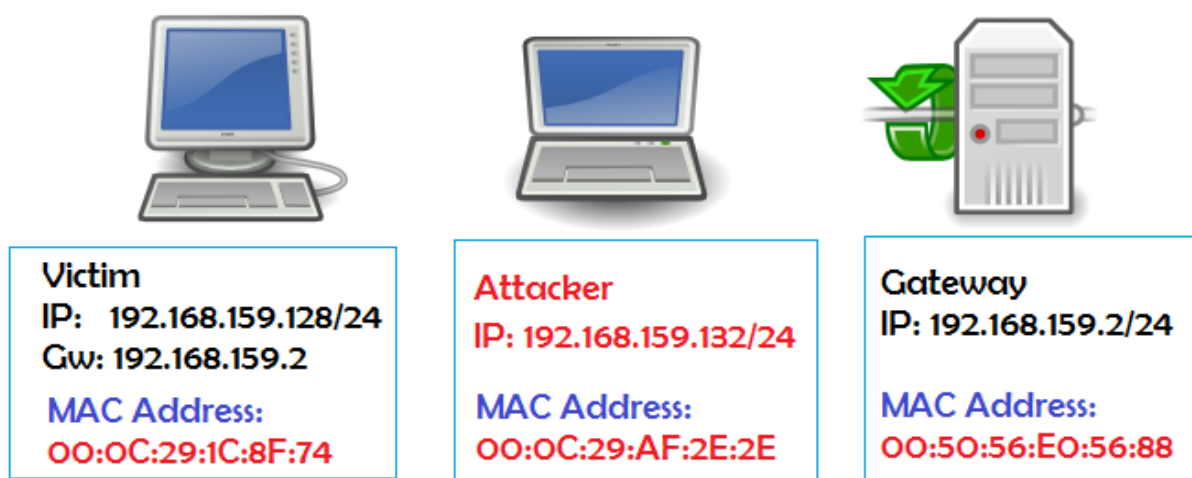 Victim
IP: 192.168.159.128/24
Gw: 192.168.159.2
MAC Address:
00:0C:29:1C:8F:74
Attacker
IP: 192.168.159.132/24
MAC Address:
00:0C:29:AF:2E:2E
Gateway
IP: 192.168.159.2/24
MAC Address:
00:50:56:E0:56:88